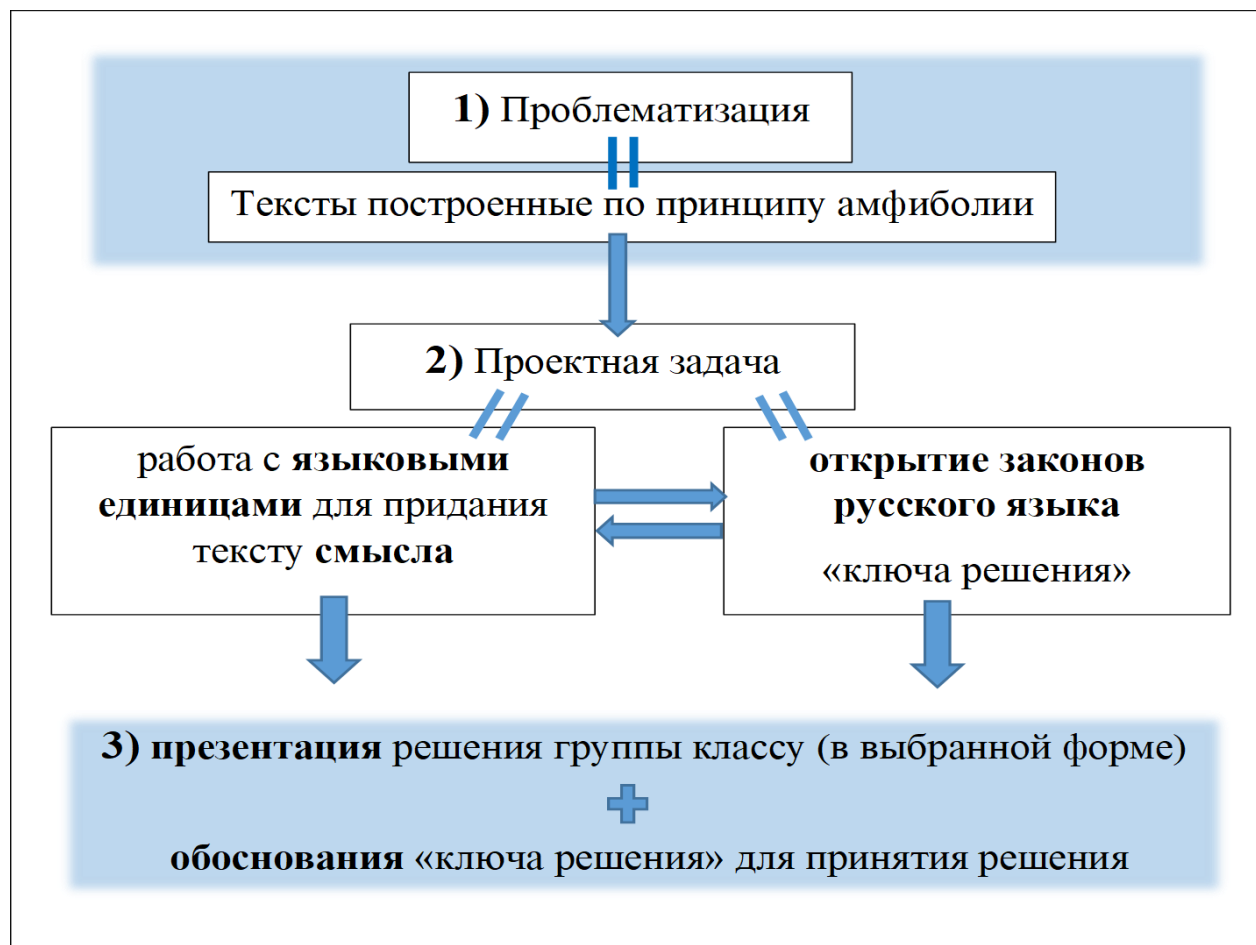 1) Проблематизация
Тексты построенные по принципу амфиболии
2) Проектная задача
работа с языковыми
единицами для придания
тексту смысла
открытие законов
русского языка
«ключа решения»
3) презентация решения группы классу (в выбранной форме)
обоснования «ключа решения» для принятия решения